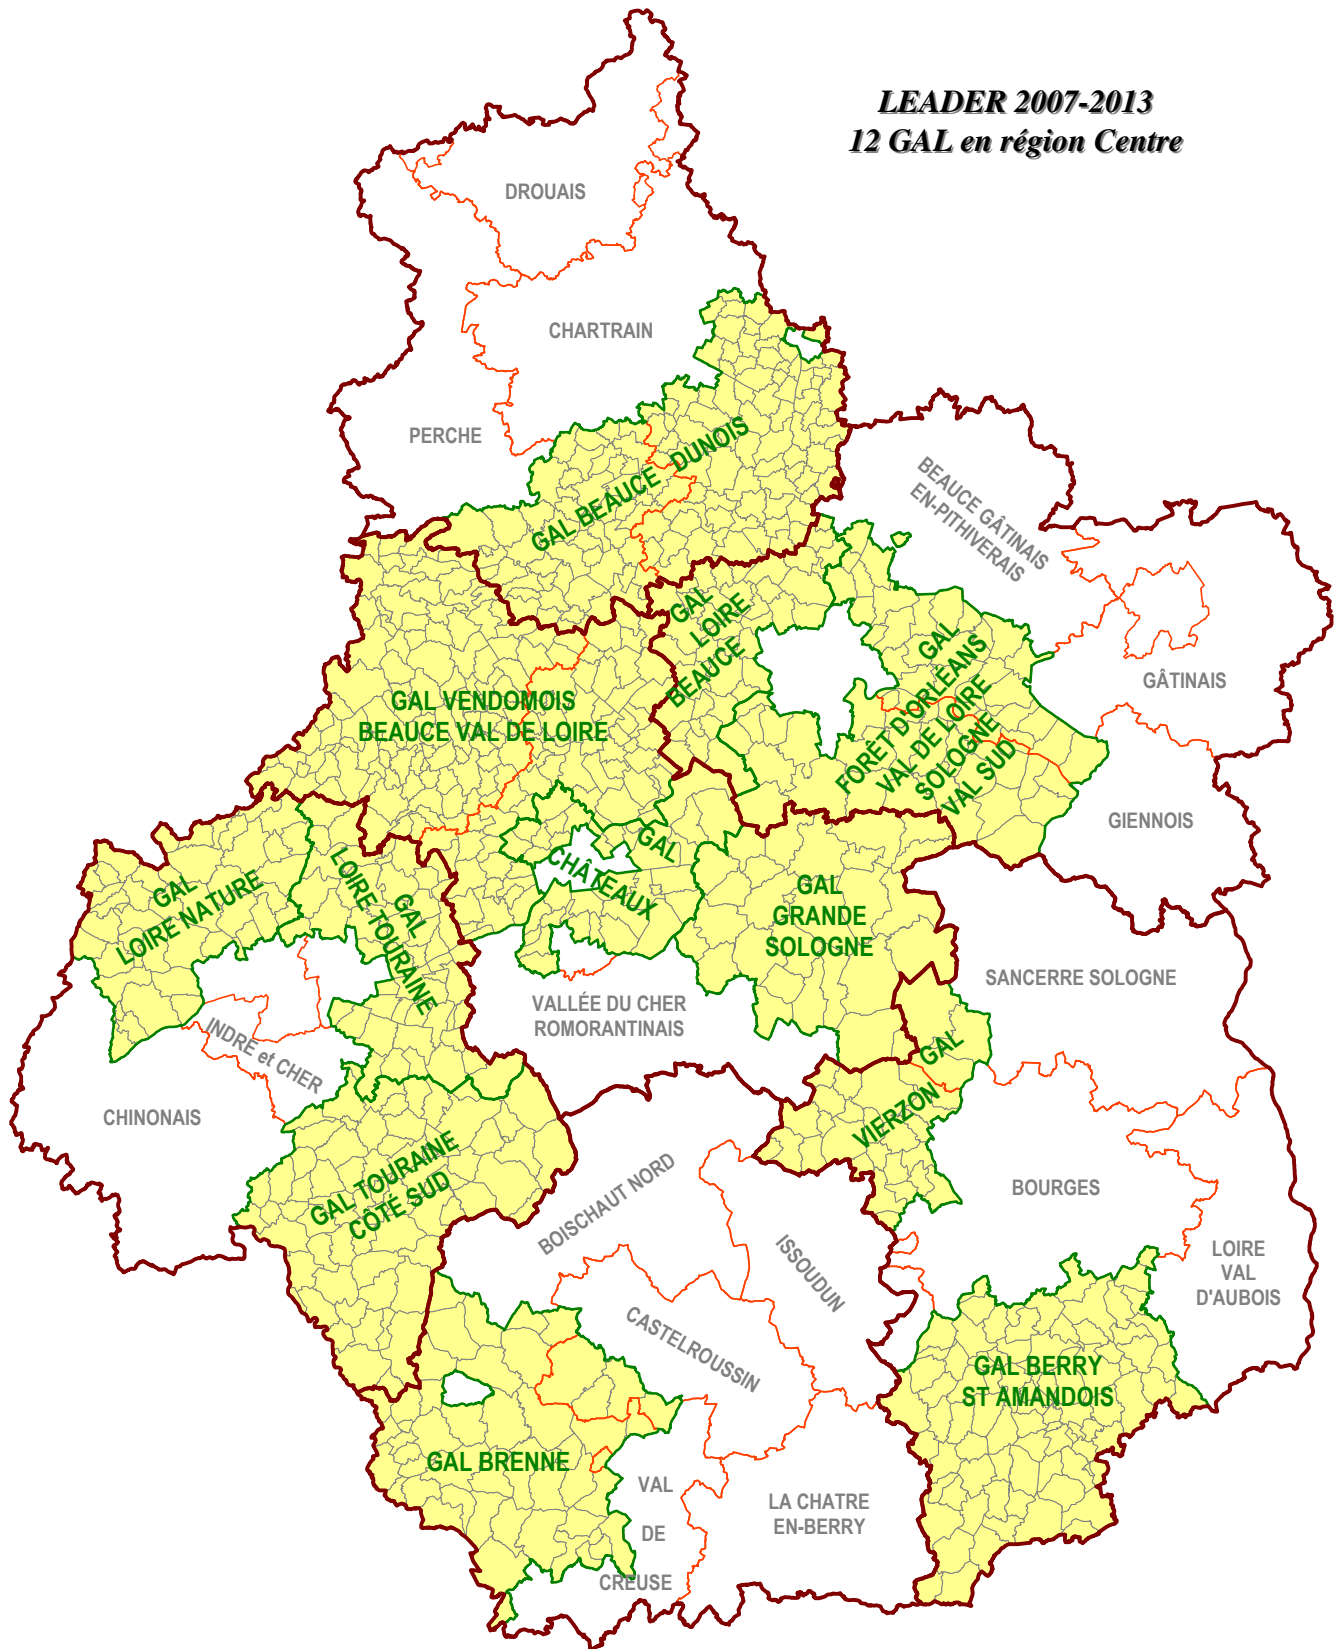 LEADER 2007-2013
12 GAL en région Centre
DROUAIS
CHARTRAIN
PERCHE
GAL BEAUCE DUNOIS
BEAUCE GÂTINAIS
EN-PITHIVERAIS
GAL
LOIRE
BEAUCE
GAL
FORÊT D'ORLÉANS
VAL DE LOIRE
SOLOGNE
VAL SUD
GÂTINAIS
GAL VENDOMOIS
BEAUCE VAL DE LOIRE
GIENNOIS
GAL
CHÂTEAUX
GAL
LOIRE NATURE
GAL
LOIRE TOURAINE
GAL
GRANDE
SOLOGNE
SANCERRE SOLOGNE
VALLÉE DU CHER
ROMORANTINAIS
INDRE et CHER
CHINONAIS
GAL
VIERZON
GAL TOURAINE
CÔTÉ SUD
BOISCHAUT NORD
ISSOUDUN
BOURGES
LOIRE
VAL
D'AUBOIS
CASTELROUSSIN
GAL BERRY
ST AMANDOIS
GAL BRENNE
VAL
DE
CREUSE
LA CHATRE
EN-BERRY